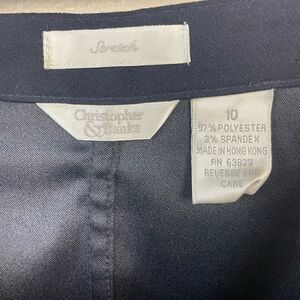 Stretch
Christopher
& Banks
10
97% POLYESTER
3% SPANDEX
MADE IN HONG KONG
RN 63823
REVERSE FOR
CARE